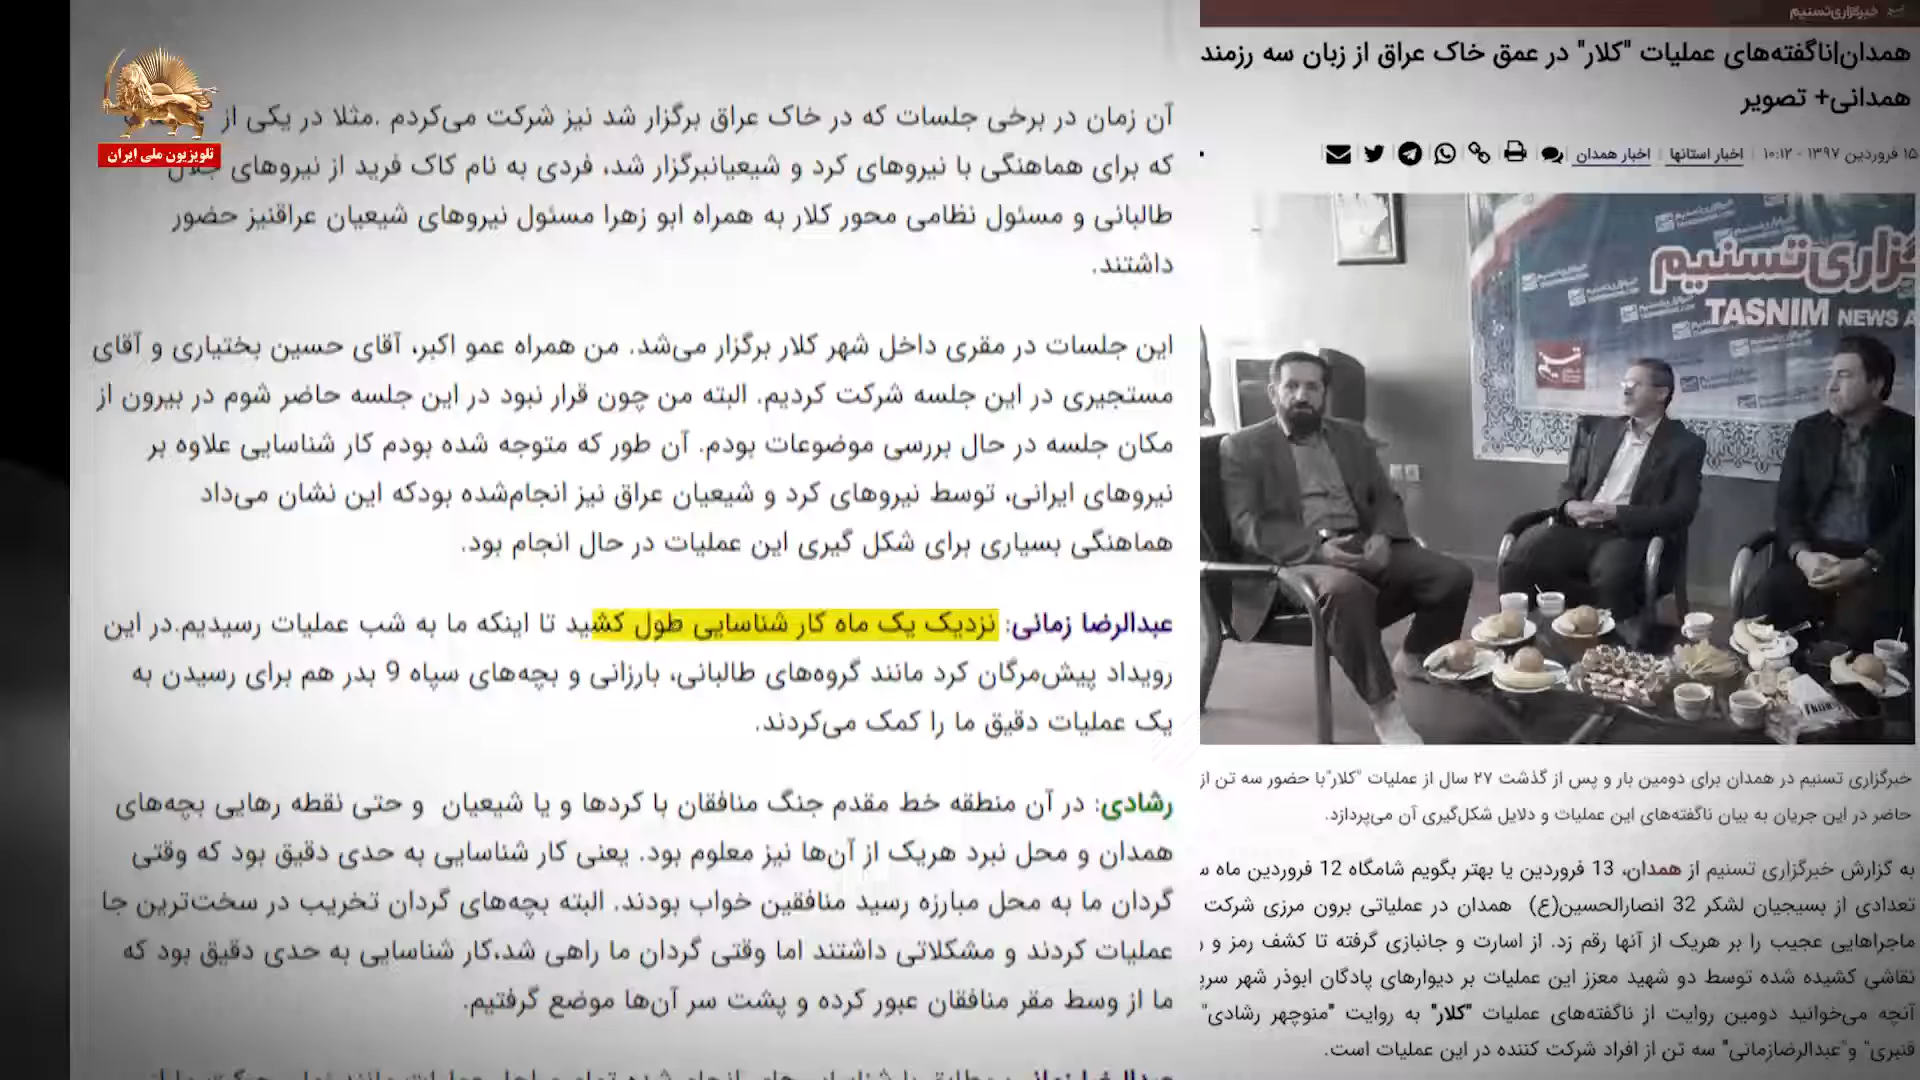 خبرگزاری تسنیم
همدان|ناگفته‌های عملیات "کلار" در عمق خاک عراق از زبان سه رزمند
همدانی+ تصویر
۱۵ فروردین ۱۳۹۷ - ۱۰:۱۲ | اخبار استانها | اخبار همدان
گزاری تسنیم
TASNIM NEWS A
خبرگزاری تسنیم در همدان برای دومین بار و پس از گذشت ۲۷ سال از عملیات "کلار"با حضور سه تن از
حاضر در این جریان به بیان ناگفته‌های این عملیات و دلایل شکل‌گیری آن می‌پردازد.
به گزارش خبرگزاری تسنیم از همدان، 13 فروردین یا بهتر بگویم شامگاه 12 فروردین ماه
تعدادی از بسیجیان لشکر 32 انصارالحسین(ع) همدان در عملیاتی برون مرزی شرکت
ماجراهایی عجیب را بر هریک از آنها رقم زد. از اسارت و جانبازی گرفته تا کشف رمز و
نقاشی کشیده شده توسط دو شهید معزز این عملیات بر دیوارهای پادگان ابوذر شهر
آنچه می‌خوانید دومین روایت از ناگفته‌های عملیات "کلار" به روایت "منوچهر رشادی"
قنبری" و"عبدالرضازمانی" سه تن از افراد شرکت کننده در این عملیات است.
تلویزیون ملی ایران
آن زمان در برخی جلسات که در خاک عراق برگزار شد نیز شرکت می‌کردم .مثلا در یکی از
که برای هماهنگی با نیروهای کرد و شیعیانبرگزار شد، فردی به نام کاک فرید از نیروهای جلال
طالبانی و مسئول نظامی محور کلار به همراه ابو زهرا مسئول نیروهای شیعیان عراقنیز حضور
داشتند.
این جلسات در مقری داخل شهر کلار برگزار می‌شد. من همراه عمو اکبر، آقای حسین بختیاری و آقای
مستجیری در این جلسه شرکت کردیم. البته من چون قرار نبود در این جلسه حاضر شوم در بیرون از
مکان جلسه در حال بررسی موضوعات بودم. آن طور که متوجه شده بودم کار شناسایی علاوه بر
نیروهای ایرانی، توسط نیروهای کرد و شیعیان عراق نیز انجام‌شده بودکه این نشان می‌داد
هماهنگی بسیاری برای شکل گیری این عملیات در حال انجام بود.
عبدالرضا زمانی: نزدیک یک ماه کار شناسایی طول کشید تا اینکه ما به شب عملیات رسیدیم.در این
رویداد پیش‌مرگان کرد مانند گروه‌های طالبانی، بارزانی و بچه‌های سپاه 9 بدر هم برای رسیدن به
یک عملیات دقیق ما را کمک می‌کردند.
رشادی: در آن منطقه خط مقدم جنگ منافقان با کردها و یا شیعیان و حتی نقطه رهایی بچه‌های
همدان و محل نبرد هریک از آن‌ها نیز معلوم بود. یعنی کار شناسایی به حدی دقیق بود که وقتی
گردان ما به محل مبارزه رسید منافقین خواب بودند. البته بچه‌های گردان تخریب در سخت‌ترین جا
عملیات کردند و مشکلاتی داشتند اما وقتی گردان ما راهی شد،کار شناسایی به حدی دقیق بود که
ما از وسط مقر منافقان عبور کرده و پشت سر آن‌ها موضع گرفتیم.